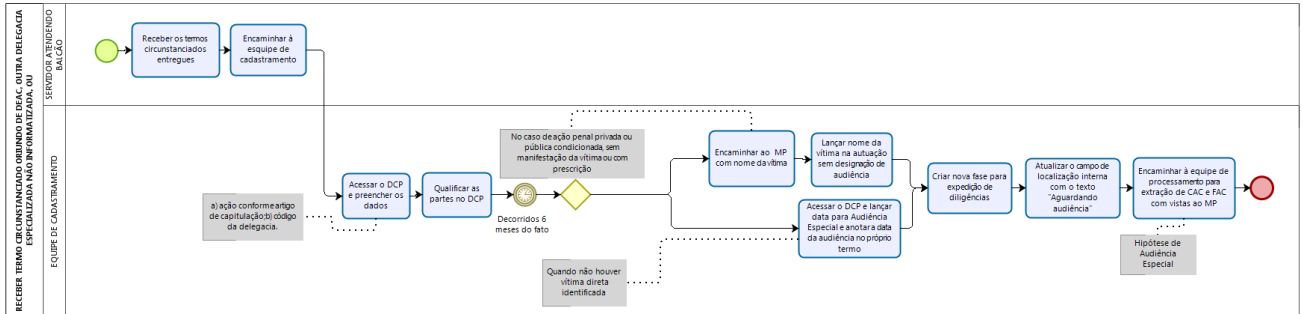 RECEBER TERMO CIRCUNSTANCIADO ORIUNDO DE DEAC, OUTRA DELEGACIA
ESPECIALIZADA NÃO INFORMATIZADA, OU
SERVIDOR ATENDENDO
BALCÃO
Receber os termos
circunstanciados
entregues
Encaminhar à
esquipe de
cadastramento
EQUIPE DE CADASTRAMENTO
a) ação conforme artigo
de capitulação;b) código
da delegacia.
Acessar o DCP
e preencher os
dados
Qualificar as
partes no DCP
Decorridos 6
meses do fato
No caso de ação penal privada ou
pública condicionada, sem
manifestação da vítima ou com
prescrição
Encaminhar ao MP
com nome da vítima
Lançar nome da
vítima na autuação
sem designação de
audiência
Quando não houver
vítima direta
identificada
Acessar o DCP e lançar
data para Audiência
Especial e anotar a data
da audiência no próprio
termo
Criar nova fase para
expedição de
diligências
Atualizar o campo de
localização interna
com o texto
"Aguardando
audiência"
Encaminhar à equipe de
processamento para
extração de CAC e FAC
com vistas ao MP
Hipótese de
Audiência
Especial